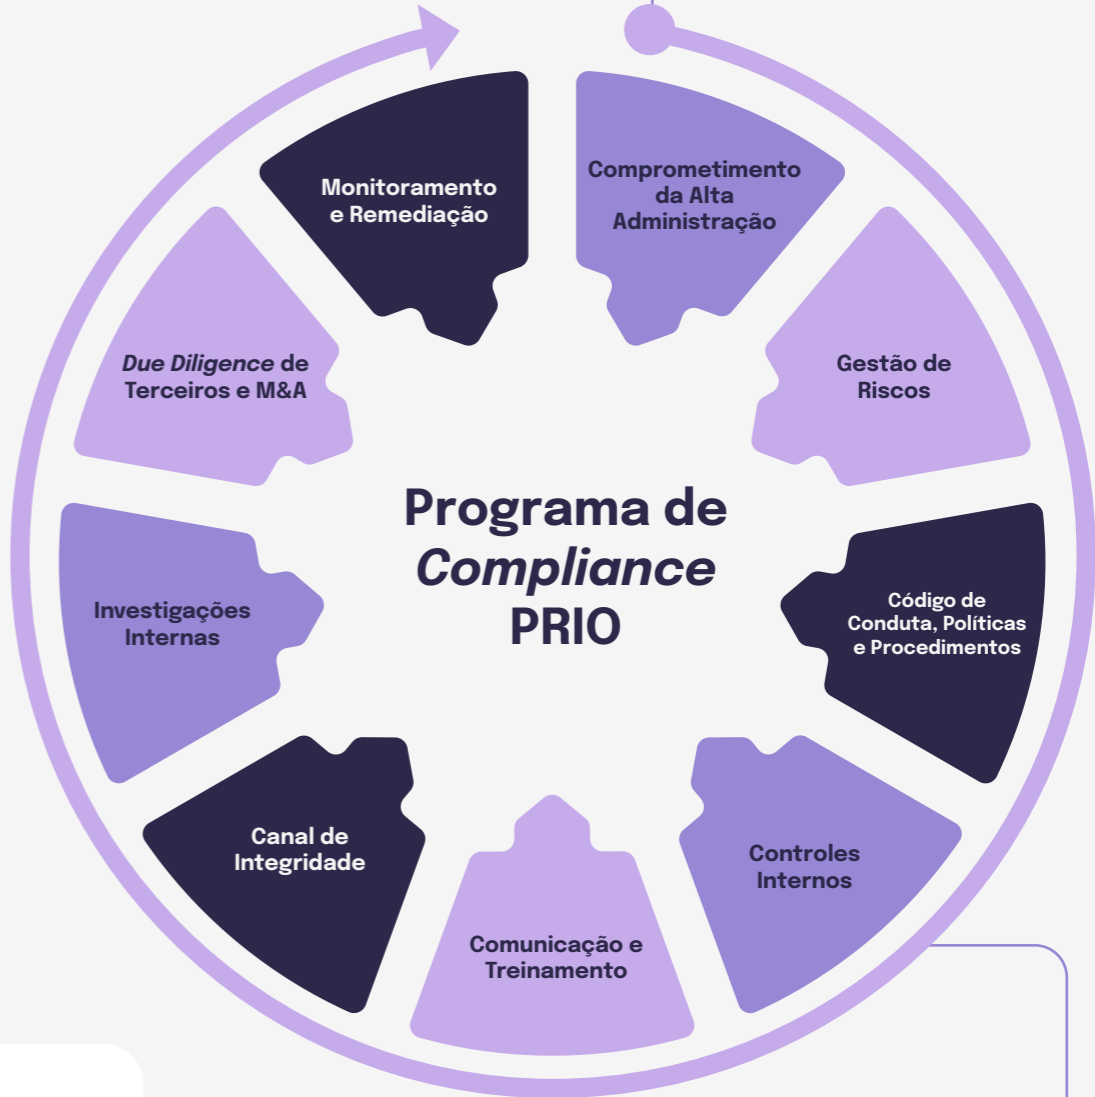 Programa de
Compliance
PRIO
Comprometimento
da Alta
Administração
Gestão de
Riscos
Código de
Conduta, Políticas
e Procedimentos
Controles
Internos
Comunicação e
Treinamento
Canal de
Integridade
Investigações
Internas
Due Diligence de
Terceiros e M&A
Monitoramento
e Remediação